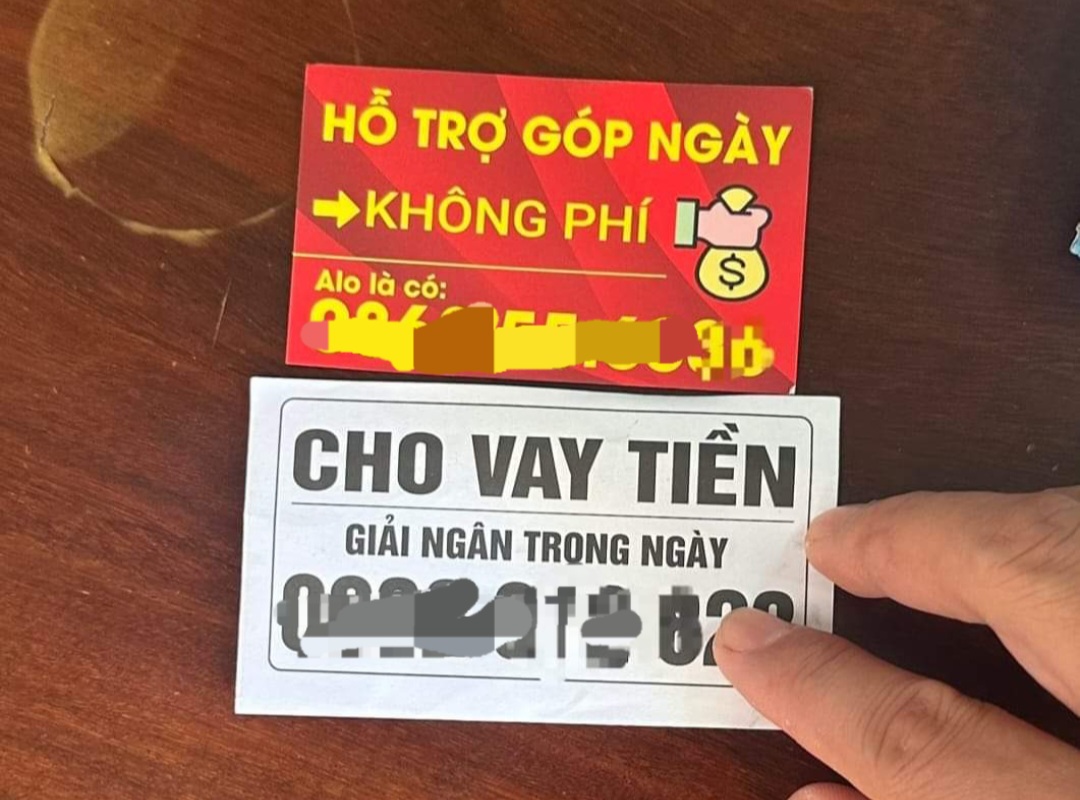 HỖ TRỢ GÓP NGÀY
KHÔNG PHÍ
$
Alo là có:
CHO VAY TIỀN
GIẢI NGÂN TRONG NGÀY